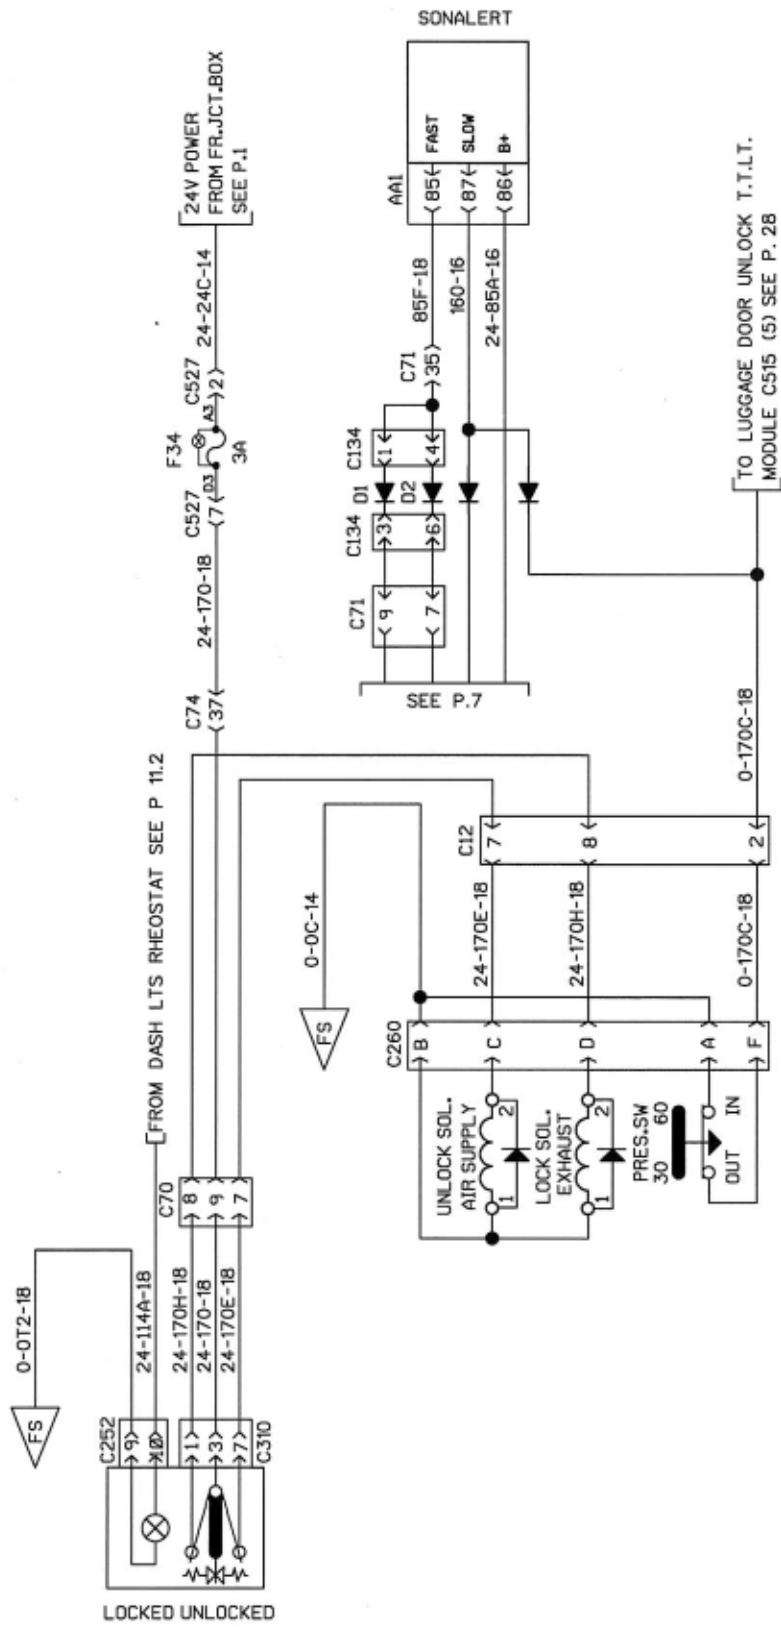 SONALERT
FAST
SLOW
B+
AA1
85
87
86
24V POWER
FROM FR.JCT.BOX
SEE P.1
24-24C-14
C527
2
A3
F34
3A
D3
C527
7
24-170-18
C74
37
85F-18
160-16
24-85A-16
C71
35
C134
1
4
D1
D2
C134
3
6
C71
9
7
SEE P.7
TO LUGGAGE DOOR UNLOCK T.T.LT.
MODULE C515 (5) SEE P. 28
0-170C-18
FROM DASH LTS RHEOSTAT SEE P 11.2
0-0C-14
FS
C12
7
8
2
24-170E-18
24-170H-18
0-170C-18
C260
B
C
D
A
F
UNLOCK SOL.
AIR SUPPLY
1
2
LOCK SOL.
EXHAUST
1
2
PRES.SW
30
60
OUT
IN
C70
8
9
7
0-0T2-18
FS
24-114A-18
24-170H-18
24-170-18
24-170E-18
C252
9
10
1
3
7
C310
LOCKED UNLOCKED